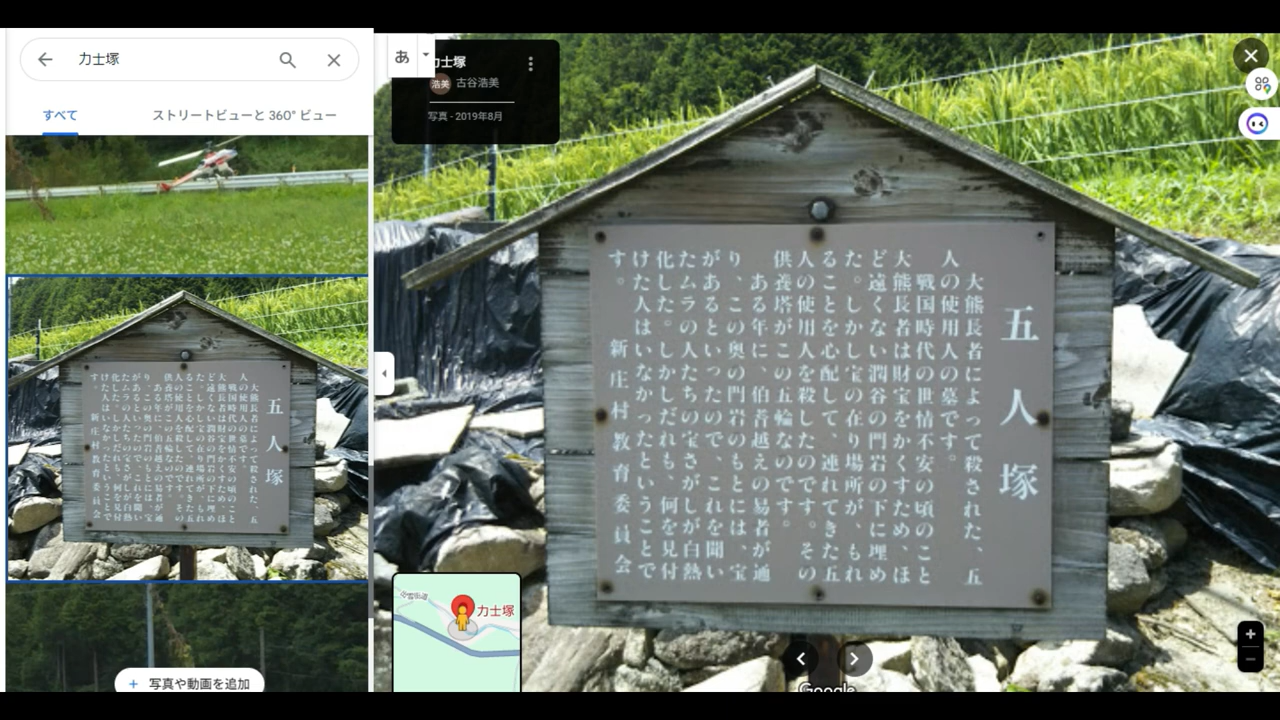 力士塚
すべて
ストリートビューと 360° ビュー
写真や動画を追加
あ
力士塚
浩美
古谷浩美
写真 - 2019年8月
五人塚
大熊長者によって殺された、五
人の使用人の墓です。
戦国時代の世情不安の頃のこと
大熊長者は財宝をかくすため、ほ
ど遠くない潤谷の門岩の下に埋め
た。しかし宝の在り場所が、もれ
ることを心配して、連れてきた五
人の使用人を殺したのです。その
供養塔がこの五輪なのです。
ある年に、伯耆越えの易者が通
り、この奥の門岩のもとには、宝
があるといったので、これを聞い
たムラの人たちの宝さがしが白熱
化した。しかしだれも、何を見付
けた人はいなかったということで
す。
新庄村教育委員会
力士塚
Google